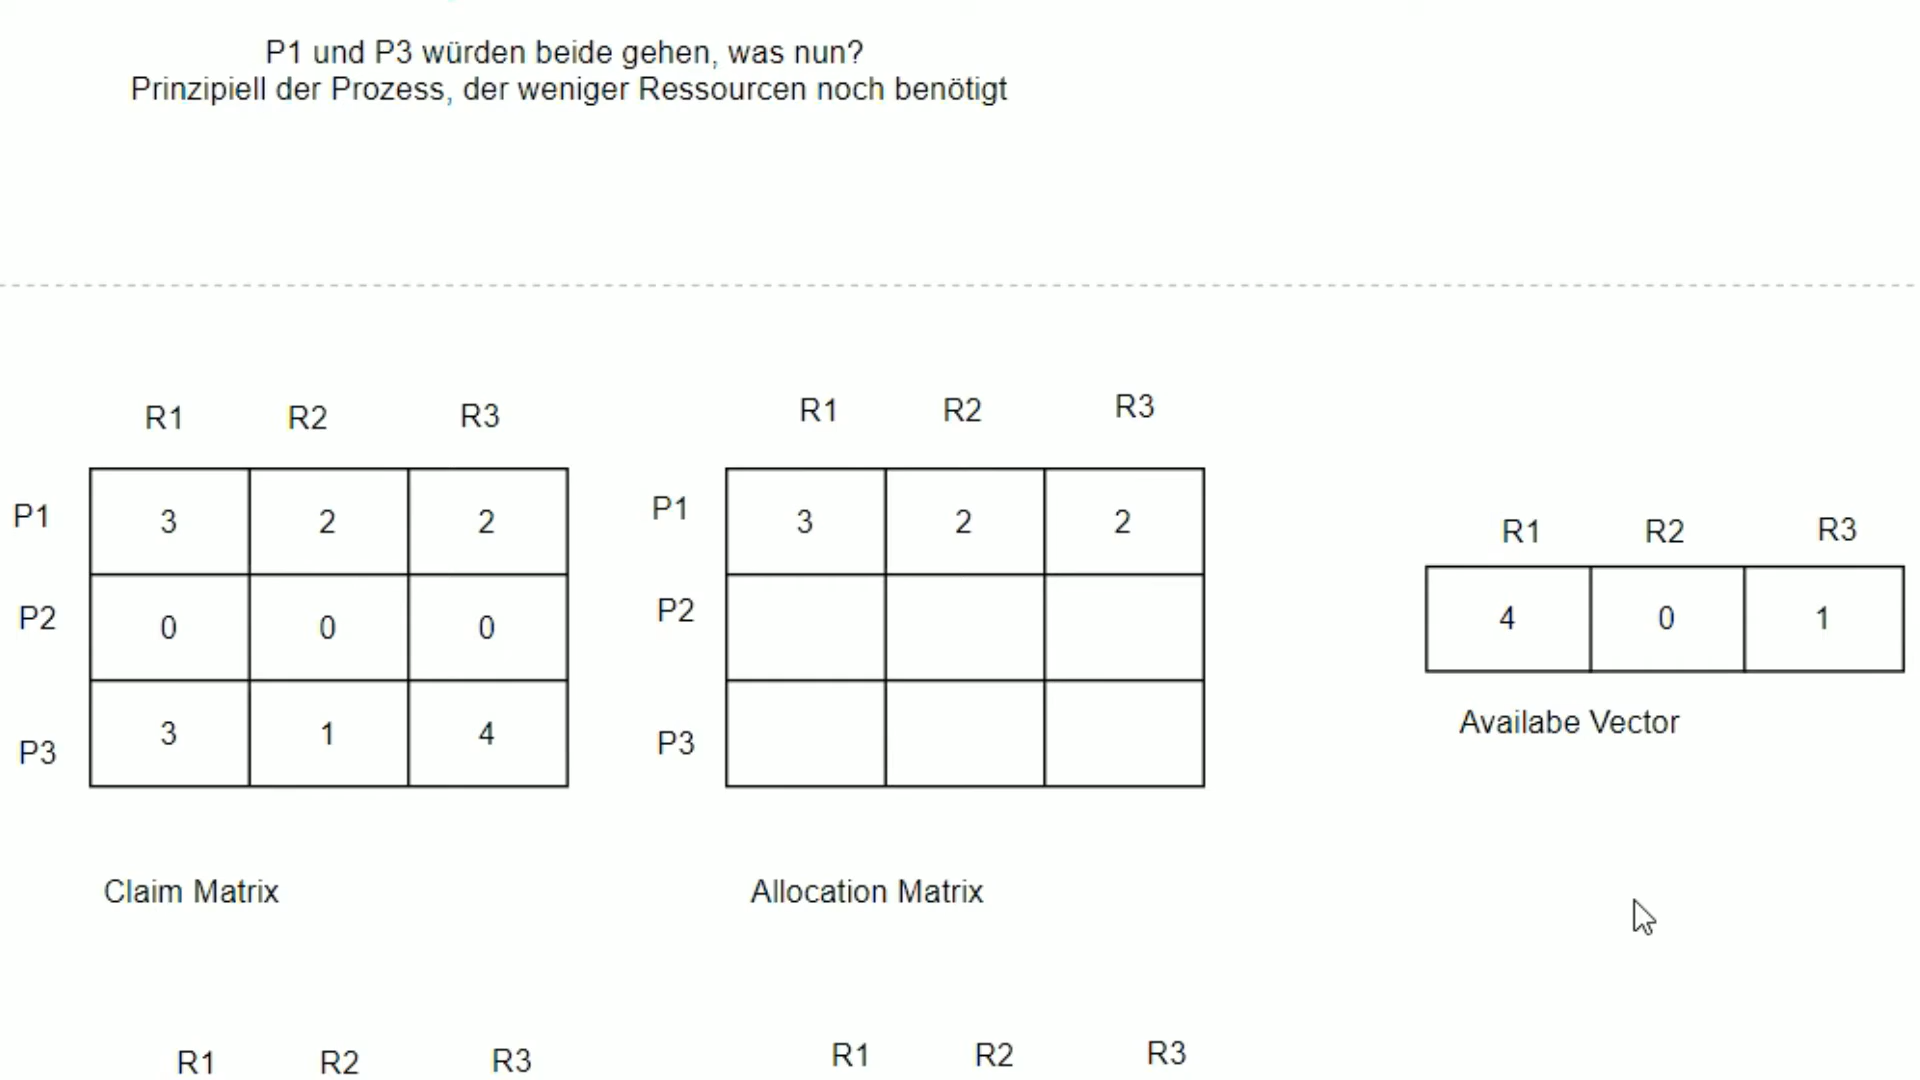 P1 und P3 würden beide gehen, was nun?
Prinzipiell der Prozess, der weniger Ressourcen noch benötigt
R1 R2 R3
P1 3 2 2
P2 0 0 0
P3 3 1 4
Claim Matrix
R1 R2 R3
P1 3 2 2
P2
P3
Allocation Matrix
R1 R2 R3
4 0 1
Availabe Vector
R1 R2 R3
R1 R2 R3